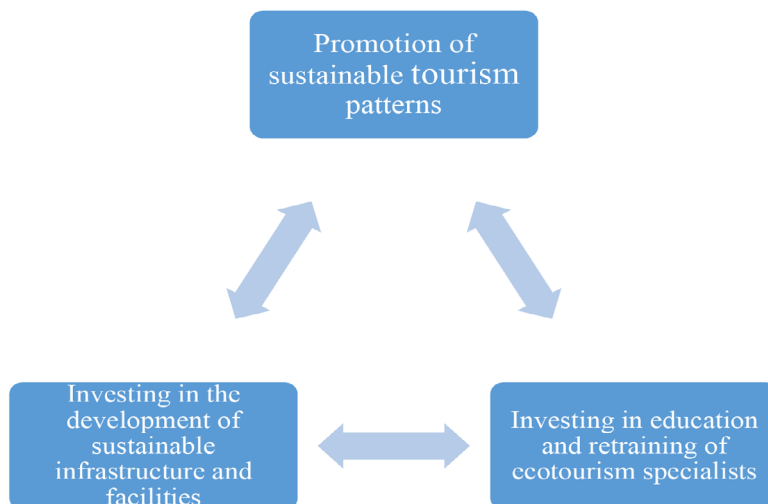 Promotion of
sustainable tourism
patterns
Investing in the
development of
sustainable
infrastructure and
facilities
Investing in education
and retraining of
ecotourism specialists